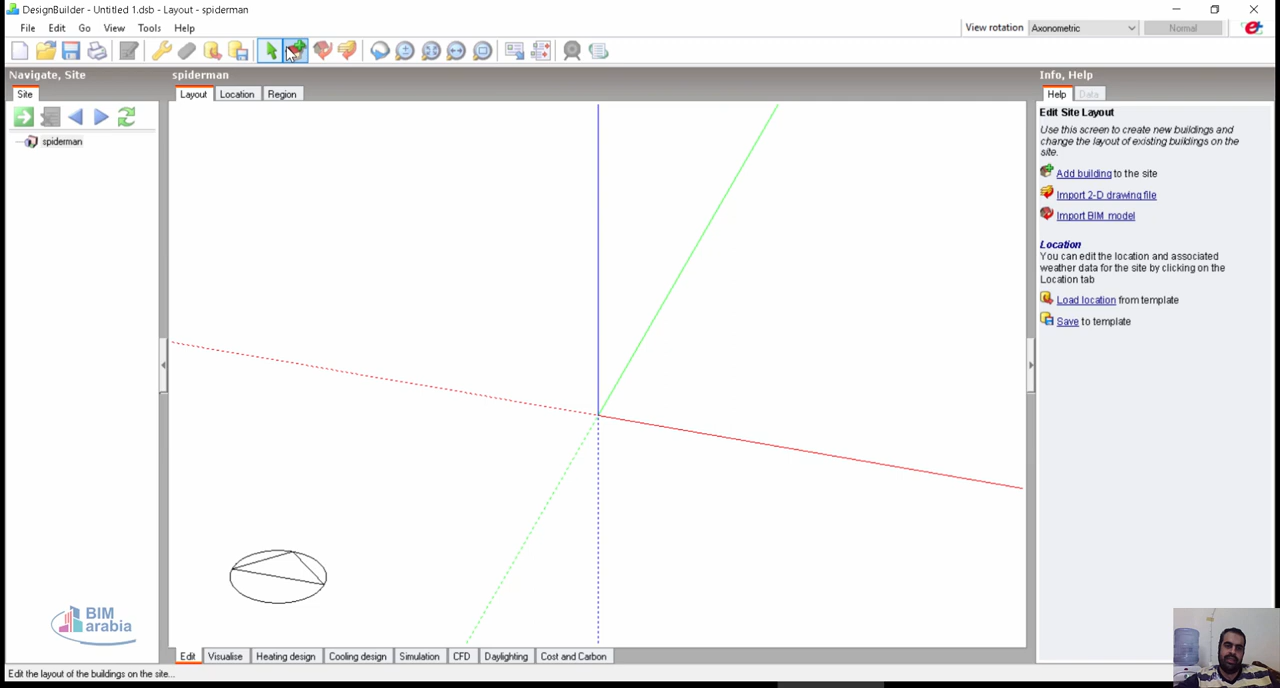 DesignBuilder - Untitled 1.dsb - Layout - spiderman
File Edit Go View Tools Help
View rotation Axonometric Normal
Navigate, Site
spiderman
Info, Help
Site
Layout Location Region
Help Data
spiderman
Edit Site Layout
Use this screen to create new buildings and
change the layout of existing buildings on the
site.
Add building to the site
Import 2-D drawing file
Import BIM model
Location
You can edit the location and associated
weather data for the site by clicking on the
Location tab
Load location from template
Save to template
BIM
arabia
Edit Visualise Heating design Cooling design Simulation CFD Daylighting Cost and Carbon
Edit the layout of the buildings on the site...